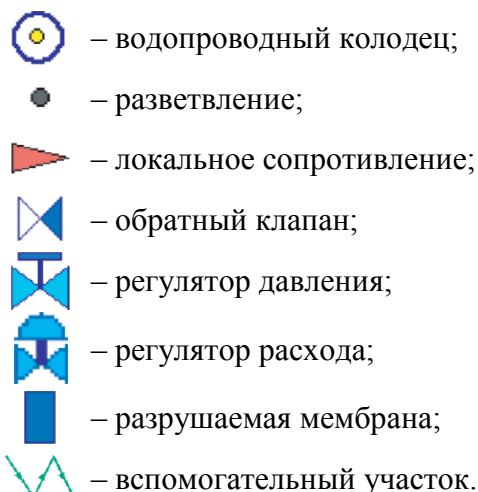 – водопроводный колодец;
– разветвление;
– локальное сопротивление;
– обратный клапан;
– регулятор давления;
– регулятор расхода;
– разрушаемая мембрана;
– вспомогательный участок.